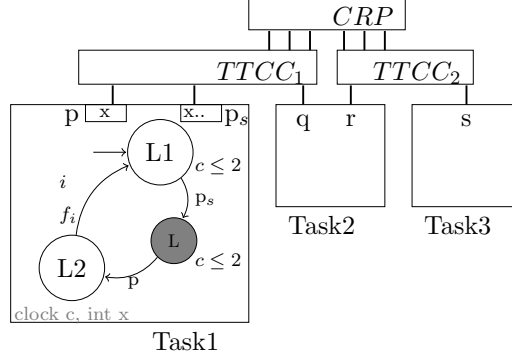 CRP
TTCC₁
TTCC₂
p
x
x..
pₛ
q
r
s
L1
c ≤ 2
i
pₛ
fᵢ
L
c ≤ 2
L2
p
clock c, int x
Task1
Task2
Task3